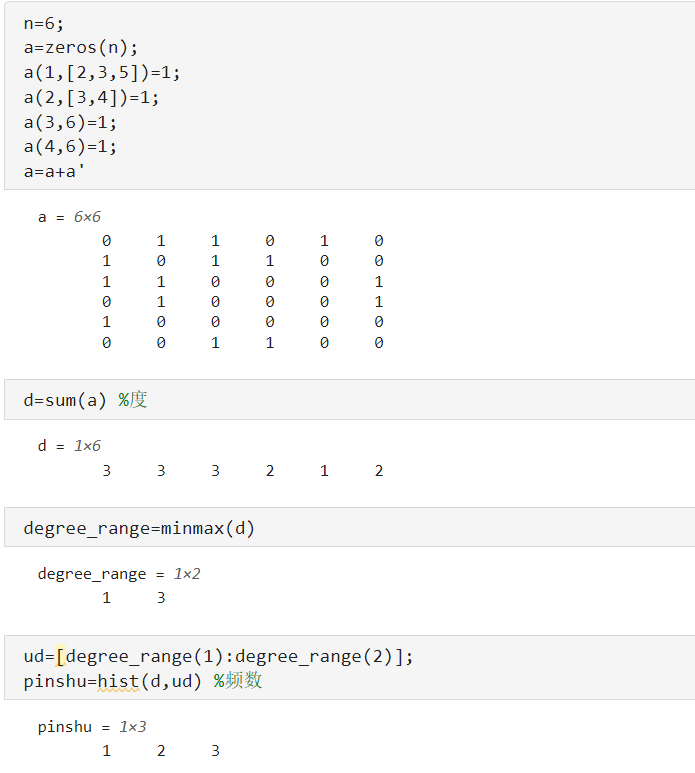 n=6;
a=zeros(n);
a(1,[2,3,5])=1;
a(2,[3,4])=1;
a(3,6)=1;
a(4,6)=1;
a=a+a'
a = 6×6
0 1 1 0 1 0
1 0 1 1 0 0
1 1 0 0 0 1
0 1 0 0 0 1
1 0 0 0 0 0
0 0 1 1 0 0
d=sum(a) %度
d = 1×6
3 3 3 2 1 2
degree_range=minmax(d)
degree_range = 1×2
1 3
ud=[degree_range(1):degree_range(2)];
pinshu=hist(d,ud) %频数
pinshu = 1×3
1 2 3